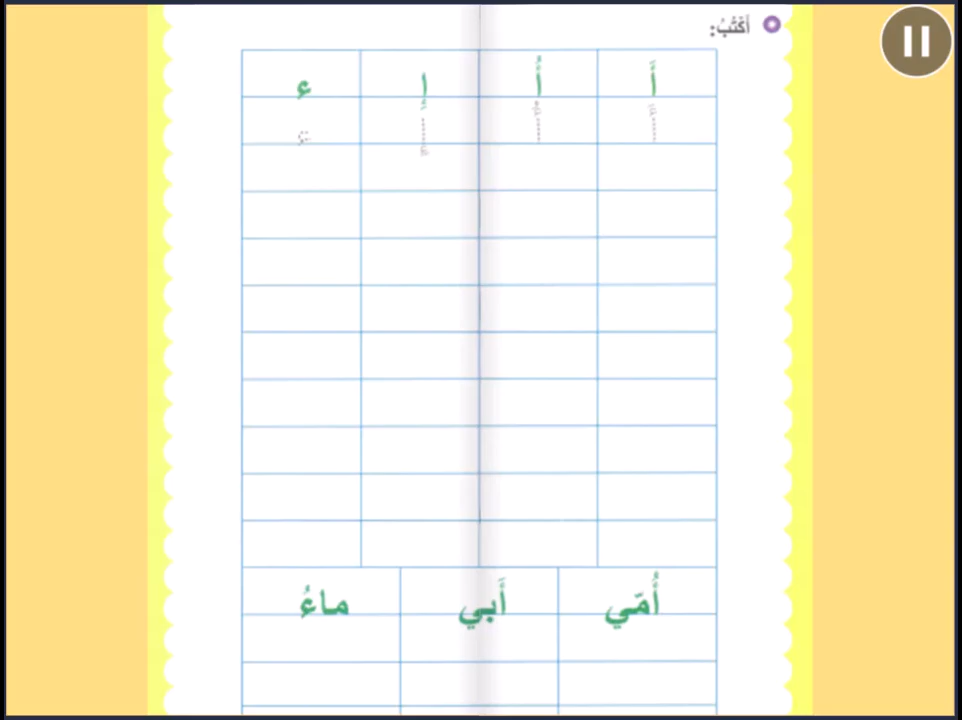 أَكْتُبُ:
أَ أُ إِ ء
أَ أُ إِ ء
أُمّي أَبي ماءُ